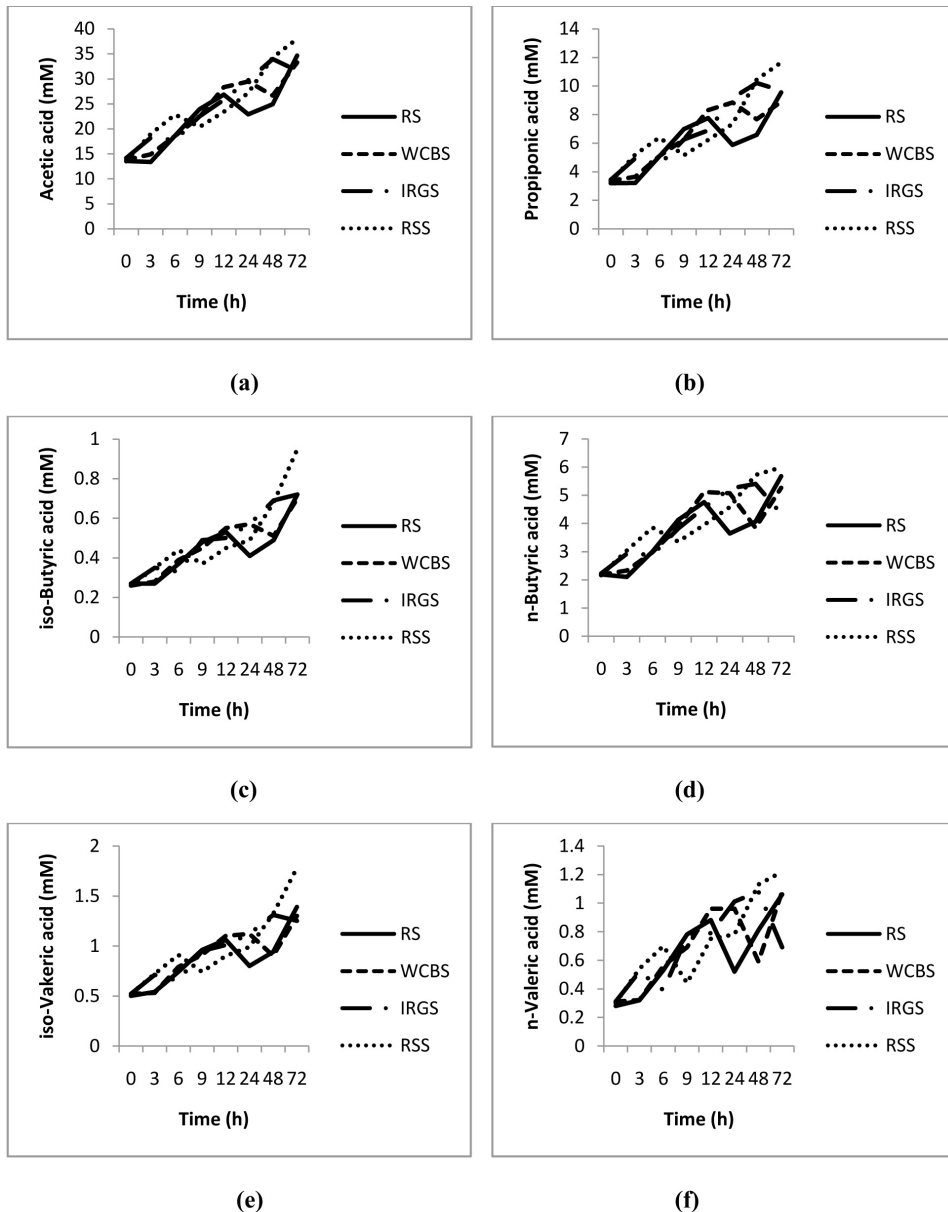 Acetic acid (mM)
40
35
30
25
20
15
10
5
0
0 3 6 9 12 24 48 72
Time (h)
RS
WCBS
IRGS
RSS
(a)
Propiponic acid (mM)
14
12
10
8
6
4
2
0
0 3 6 9 12 24 48 72
Time (h)
RS
WCBS
IRGS
RSS
(b)
iso-Butyric acid (mM)
1
0.8
0.6
0.4
0.2
0
0 3 6 9 12 24 48 72
Time (h)
RS
WCBS
IRGS
RSS
(c)
n-Butyric acid (mM)
7
6
5
4
3
2
1
0
0 3 6 9 12 24 48 72
Time (h)
RS
WCBS
IRGS
RSS
(d)
iso-Vakeric acid (mM)
2
1.5
1
0.5
0
0 3 6 9 12 24 48 72
Time (h)
RS
WCBS
IRGS
RSS
(e)
n-Valeric acid (mM)
1.4
1.2
1
0.8
0.6
0.4
0.2
0
0 3 6 9 12 24 48 72
Time (h)
RS
WCBS
IRGS
RSS
(f)